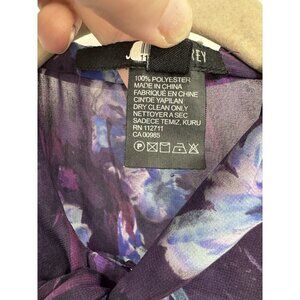 100% POLYESTER
MADE IN CHINA
FABRIQUÉ EN CHINE
CIN'DE YAPILAN
DRY CLEAN ONLY
NETTOYER A SEC
SADECE TEMIZ, KURU
RN 112711
CA 00985